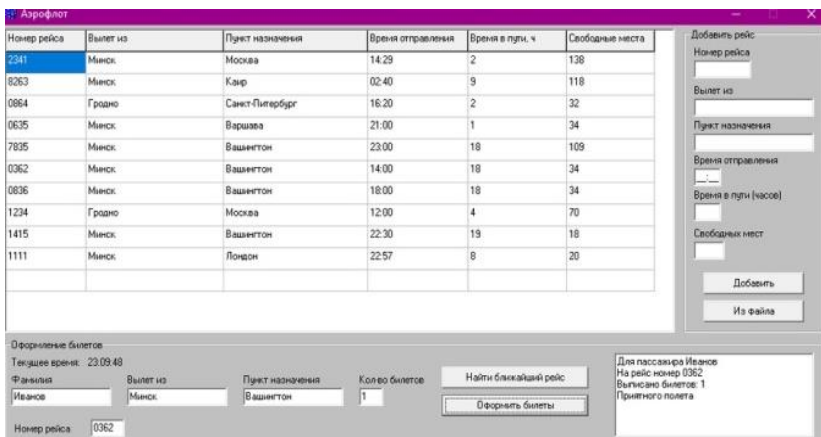 Аэрофлот
Номер рейса Вылет из Пункт назначения Время отправления Время в пути, ч Свободные места
2341 Минск Москва 14:29 2 138
8263 Минск Каир 02:40 9 118
0864 Гродно Санкт-Питербург 16:20 2 32
0635 Минск Варшава 21:00 1 34
7835 Минск Вашингтон 23:00 18 109
0362 Минск Вашингтон 14:00 18 34
0836 Минск Вашингтон 18:00 18 34
1234 Гродно Москва 12:00 4 70
1415 Минск Вашингтон 22:30 19 18
1111 Минск Лондон 22:57 8 20
Добавить рейс
Номер рейса
Вылет из
Пункт назначения
Время отправления
__:__
Время в пути (часов)
Свободных мест
Добавить
Из файла
Оформление билетов
Текущее время: 23:09:48
Фамилия Вылет из Пункт назначения Кол-во билетов
Иванов Минск Вашингтон 1
Номер рейса 0362
Найти ближайший рейс
Оформить билеты
Для пассажира Иванов
На рейс номер 0362
Выписано билетов: 1
Приятного полета